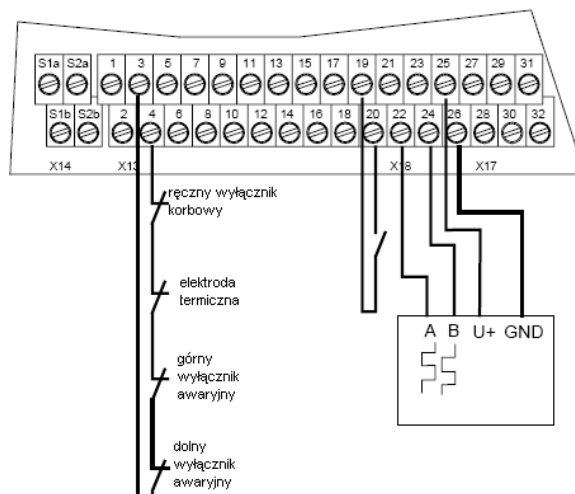 S1a S2a 1 3 5 7 9 11 13 15 17 19 21 23 25 27 29 31
S1b S2b 2 4 6 8 10 12 14 16 18 20 22 24 26 28 30 32
X14 X13 X18 X17
ręczny wyłącznik
korbowy
elektroda
termiczna
górny
wyłącznik
awaryjny
dolny
wyłącznik
awaryjny
A B U+ GND